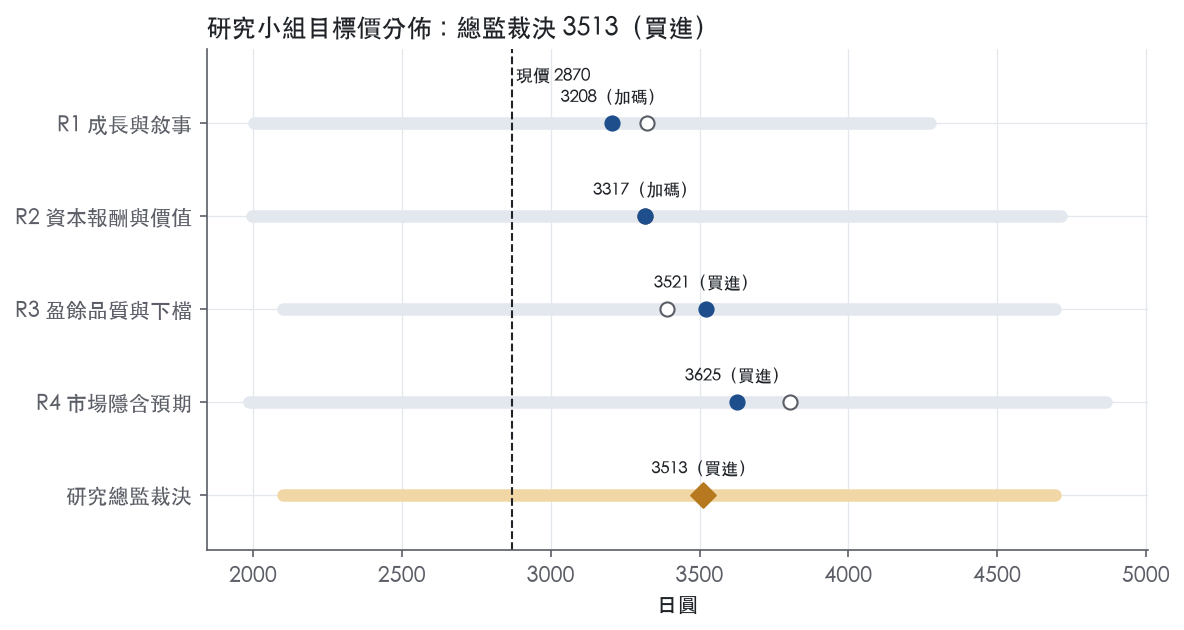 研究小組目標價分佈：總監裁決 3513（買進）
現價 2870
3208（加碼）
R1 成長與敘事
3317（加碼）
R2 資本報酬與價值
3521（買進）
R3 盈餘品質與下檔
3625（買進）
R4 市場隱含預期
3513（買進）
研究總監裁決
2000 2500 3000 3500 4000 4500 5000
日圓